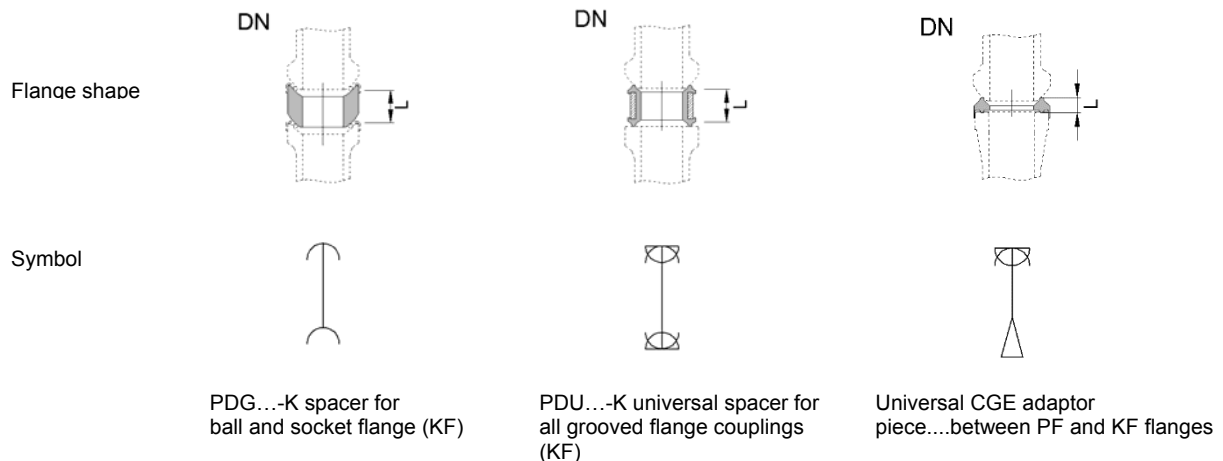 DN
DN
DN
Flange shape
L
L
L
Symbol
PDG…-K spacer for
ball and socket flange (KF)
PDU…-K universal spacer for
all grooved flange couplings
(KF)
Universal CGE adaptor
piece....between PF and KF flanges